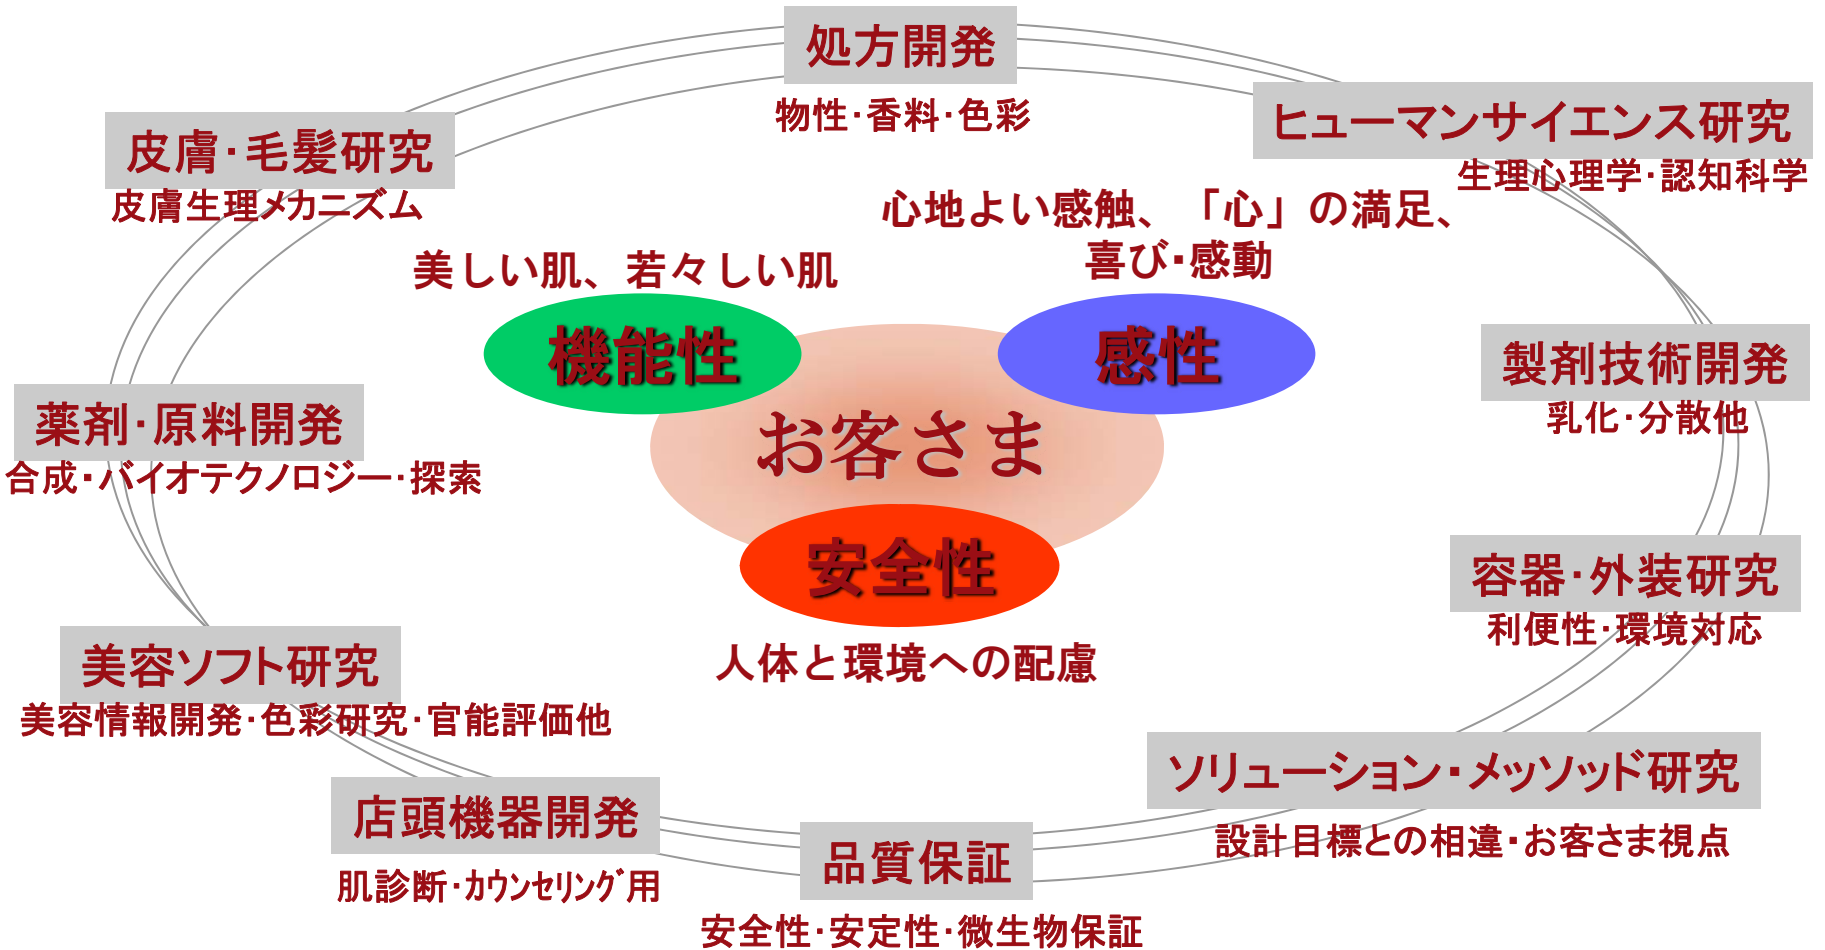 処方開発
物性・香料・色彩
ヒューマンサイエンス研究
生理心理学・認知科学
皮膚・毛髪研究
皮膚生理メカニズム
心地よい感触、「心」の満足、
喜び・感動
美しい肌、若々しい肌
機能性
感性
お客さま
安全性
人体と環境への配慮
製剤技術開発
乳化・分散他
薬剤・原料開発
合成・バイオテクノロジー・探索
容器・外装研究
利便性・環境対応
美容ソフト研究
美容情報開発・色彩研究・官能評価他
ソリューション・メッソッド研究
設計目標との相違・お客さま視点
店頭機器開発
肌診断・ｶｳﾝｾﾘﾝｸﾞ用
品質保証
安全性・安定性・微生物保証